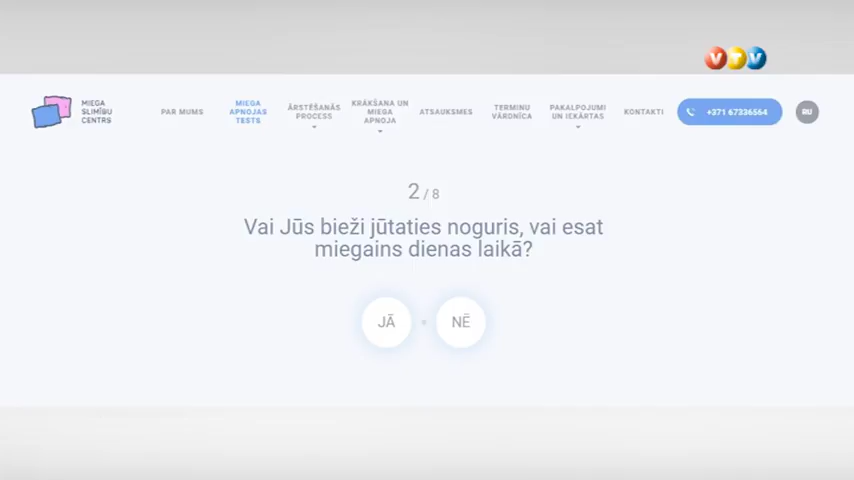 VTV
MIEGA
SLIMĪBU
CENTRS
PAR MUMS
MIEGA
APNOJAS
TESTS
ĀRSTĒŠANĀS
PROCESS
KRĀKŠANA UN
MIEGA
APNOJA
ATSAUKSMES
TERMINU
VĀRDNĪCA
PAKALPOJUMI
UN IEKĀRTAS
KONTAKTI
+371 67336564
RU
2 / 8
Vai Jūs bieži jūtaties noguris, vai esat
miegains dienas laikā?
JĀ
NĒ